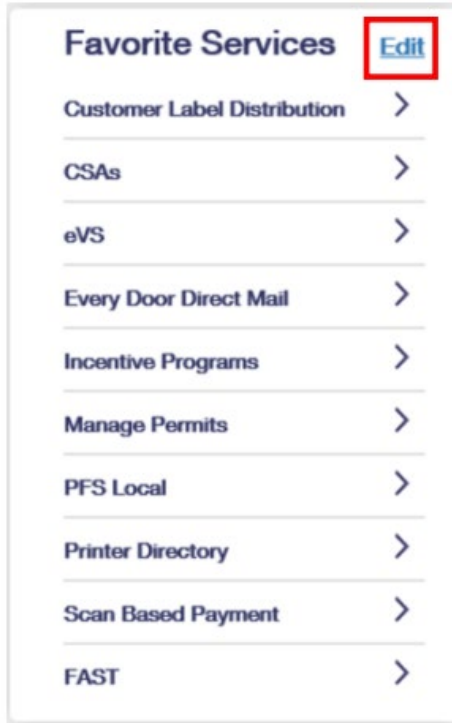 Favorite Services Edit
Customer Label Distribution
CSAs
eVS
Every Door Direct Mail
Incentive Programs
Manage Permits
PFS Local
Printer Directory
Scan Based Payment
FAST